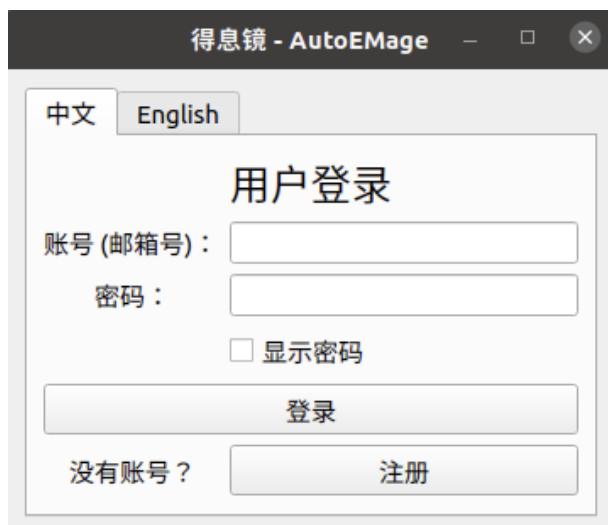 得息镜 - AutoEMage
中文 English
用户登录
账号 (邮箱号)：
密码：
显示密码
登录
没有账号？ 注册